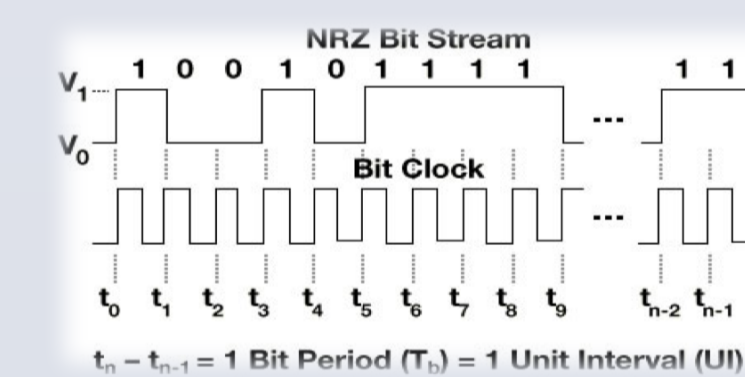 NRZ Bit Stream
1 0 0 1 0 1 1 1 1 1 1
V1
...
V0
Bit Clock
...
t0 t1 t2 t3 t4 t5 t6 t7 t8 t9 tn-2 tn-1
tn – tn-1 = 1 Bit Period (Tb) = 1 Unit Interval (UI)